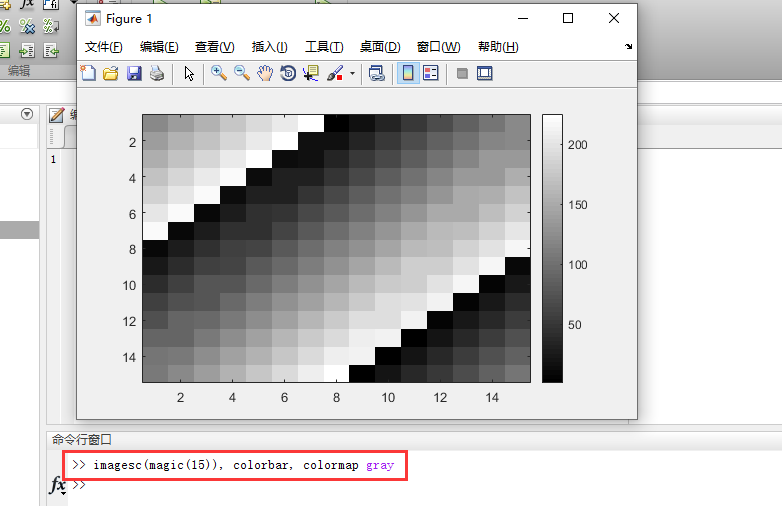 Figure 1
文件(F) 编辑(E) 查看(V) 插入(I) 工具(T) 桌面(D) 窗口(W) 帮助(H)
编辑
1
2
4
6
8
10
12
14
2 4 6 8 10 12 14
200
150
100
50
命令行窗口
>> imagesc(magic(15)), colorbar, colormap gray
fx >>